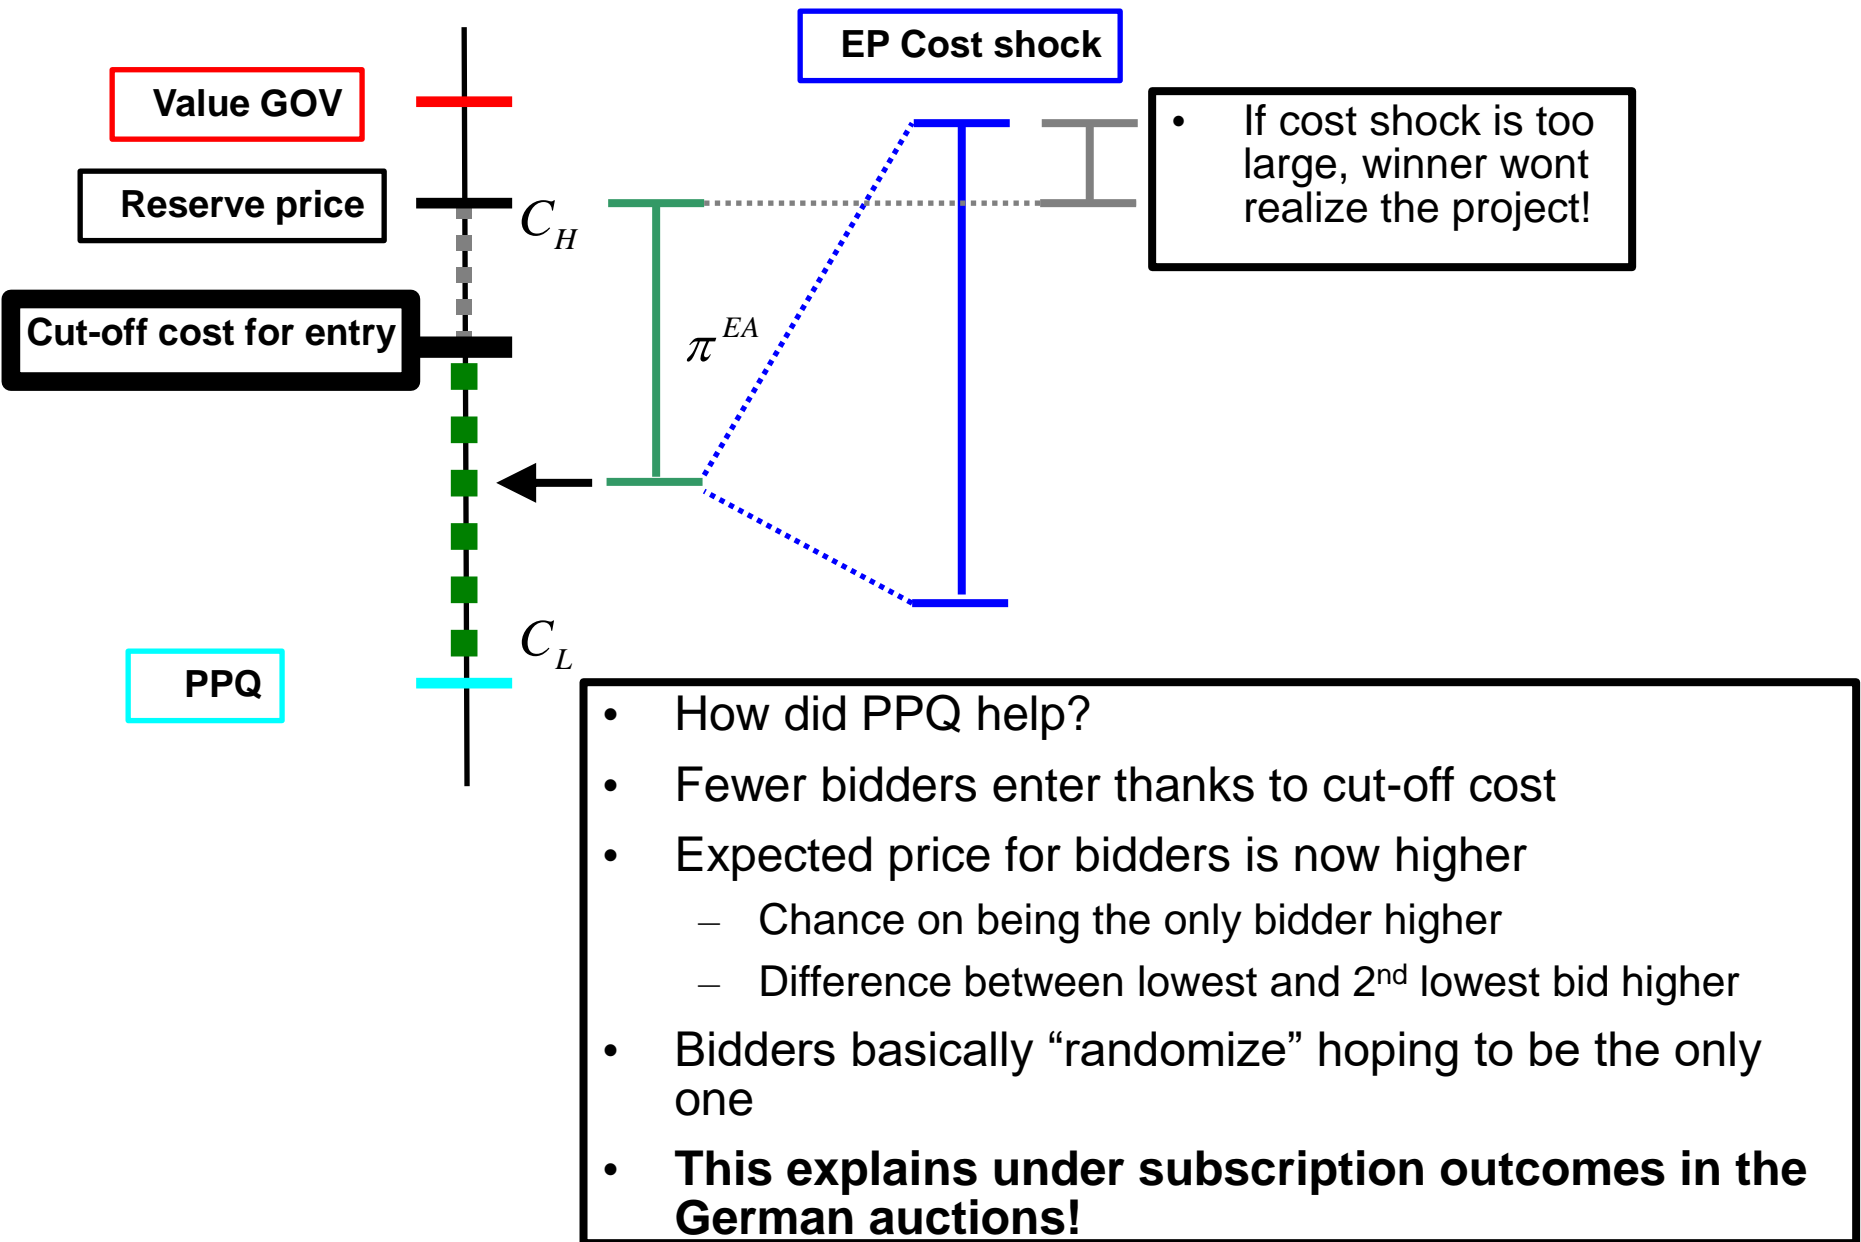 EP Cost shock
Value GOV
Reserve price
C_H
• If cost shock is too
large, winner wont
realize the project!
Cut-off cost for entry
π^EA
C_L
PPQ
• How did PPQ help?
• Fewer bidders enter thanks to cut-off cost
• Expected price for bidders is now higher
– Chance on being the only bidder higher
– Difference between lowest and 2nd lowest bid higher
• Bidders basically “randomize” hoping to be the only
one
• This explains under subscription outcomes in the
German auctions!